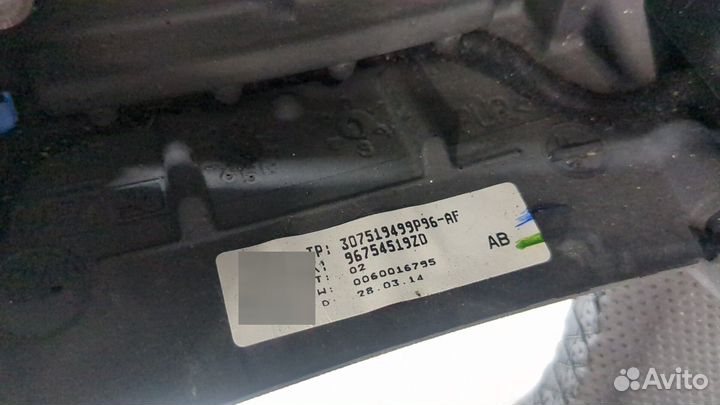 TP: 307519499P96-AF
K: 96754519ZD
T: 02
W: 0060016795
D 28.03.14
AB
Avito